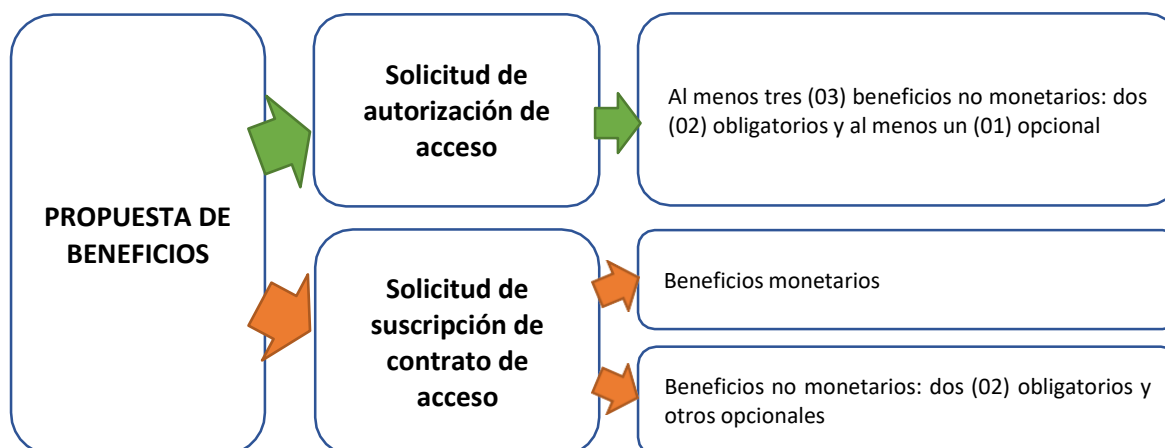 PROPUESTA DE
BENEFICIOS
Solicitud de
autorización de
acceso
Al menos tres (03) beneficios no monetarios: dos
(02) obligatorios y al menos un (01) opcional
Solicitud de
suscripción de
contrato de
acceso
Beneficios monetarios
Beneficios no monetarios: dos (02) obligatorios y
otros opcionales